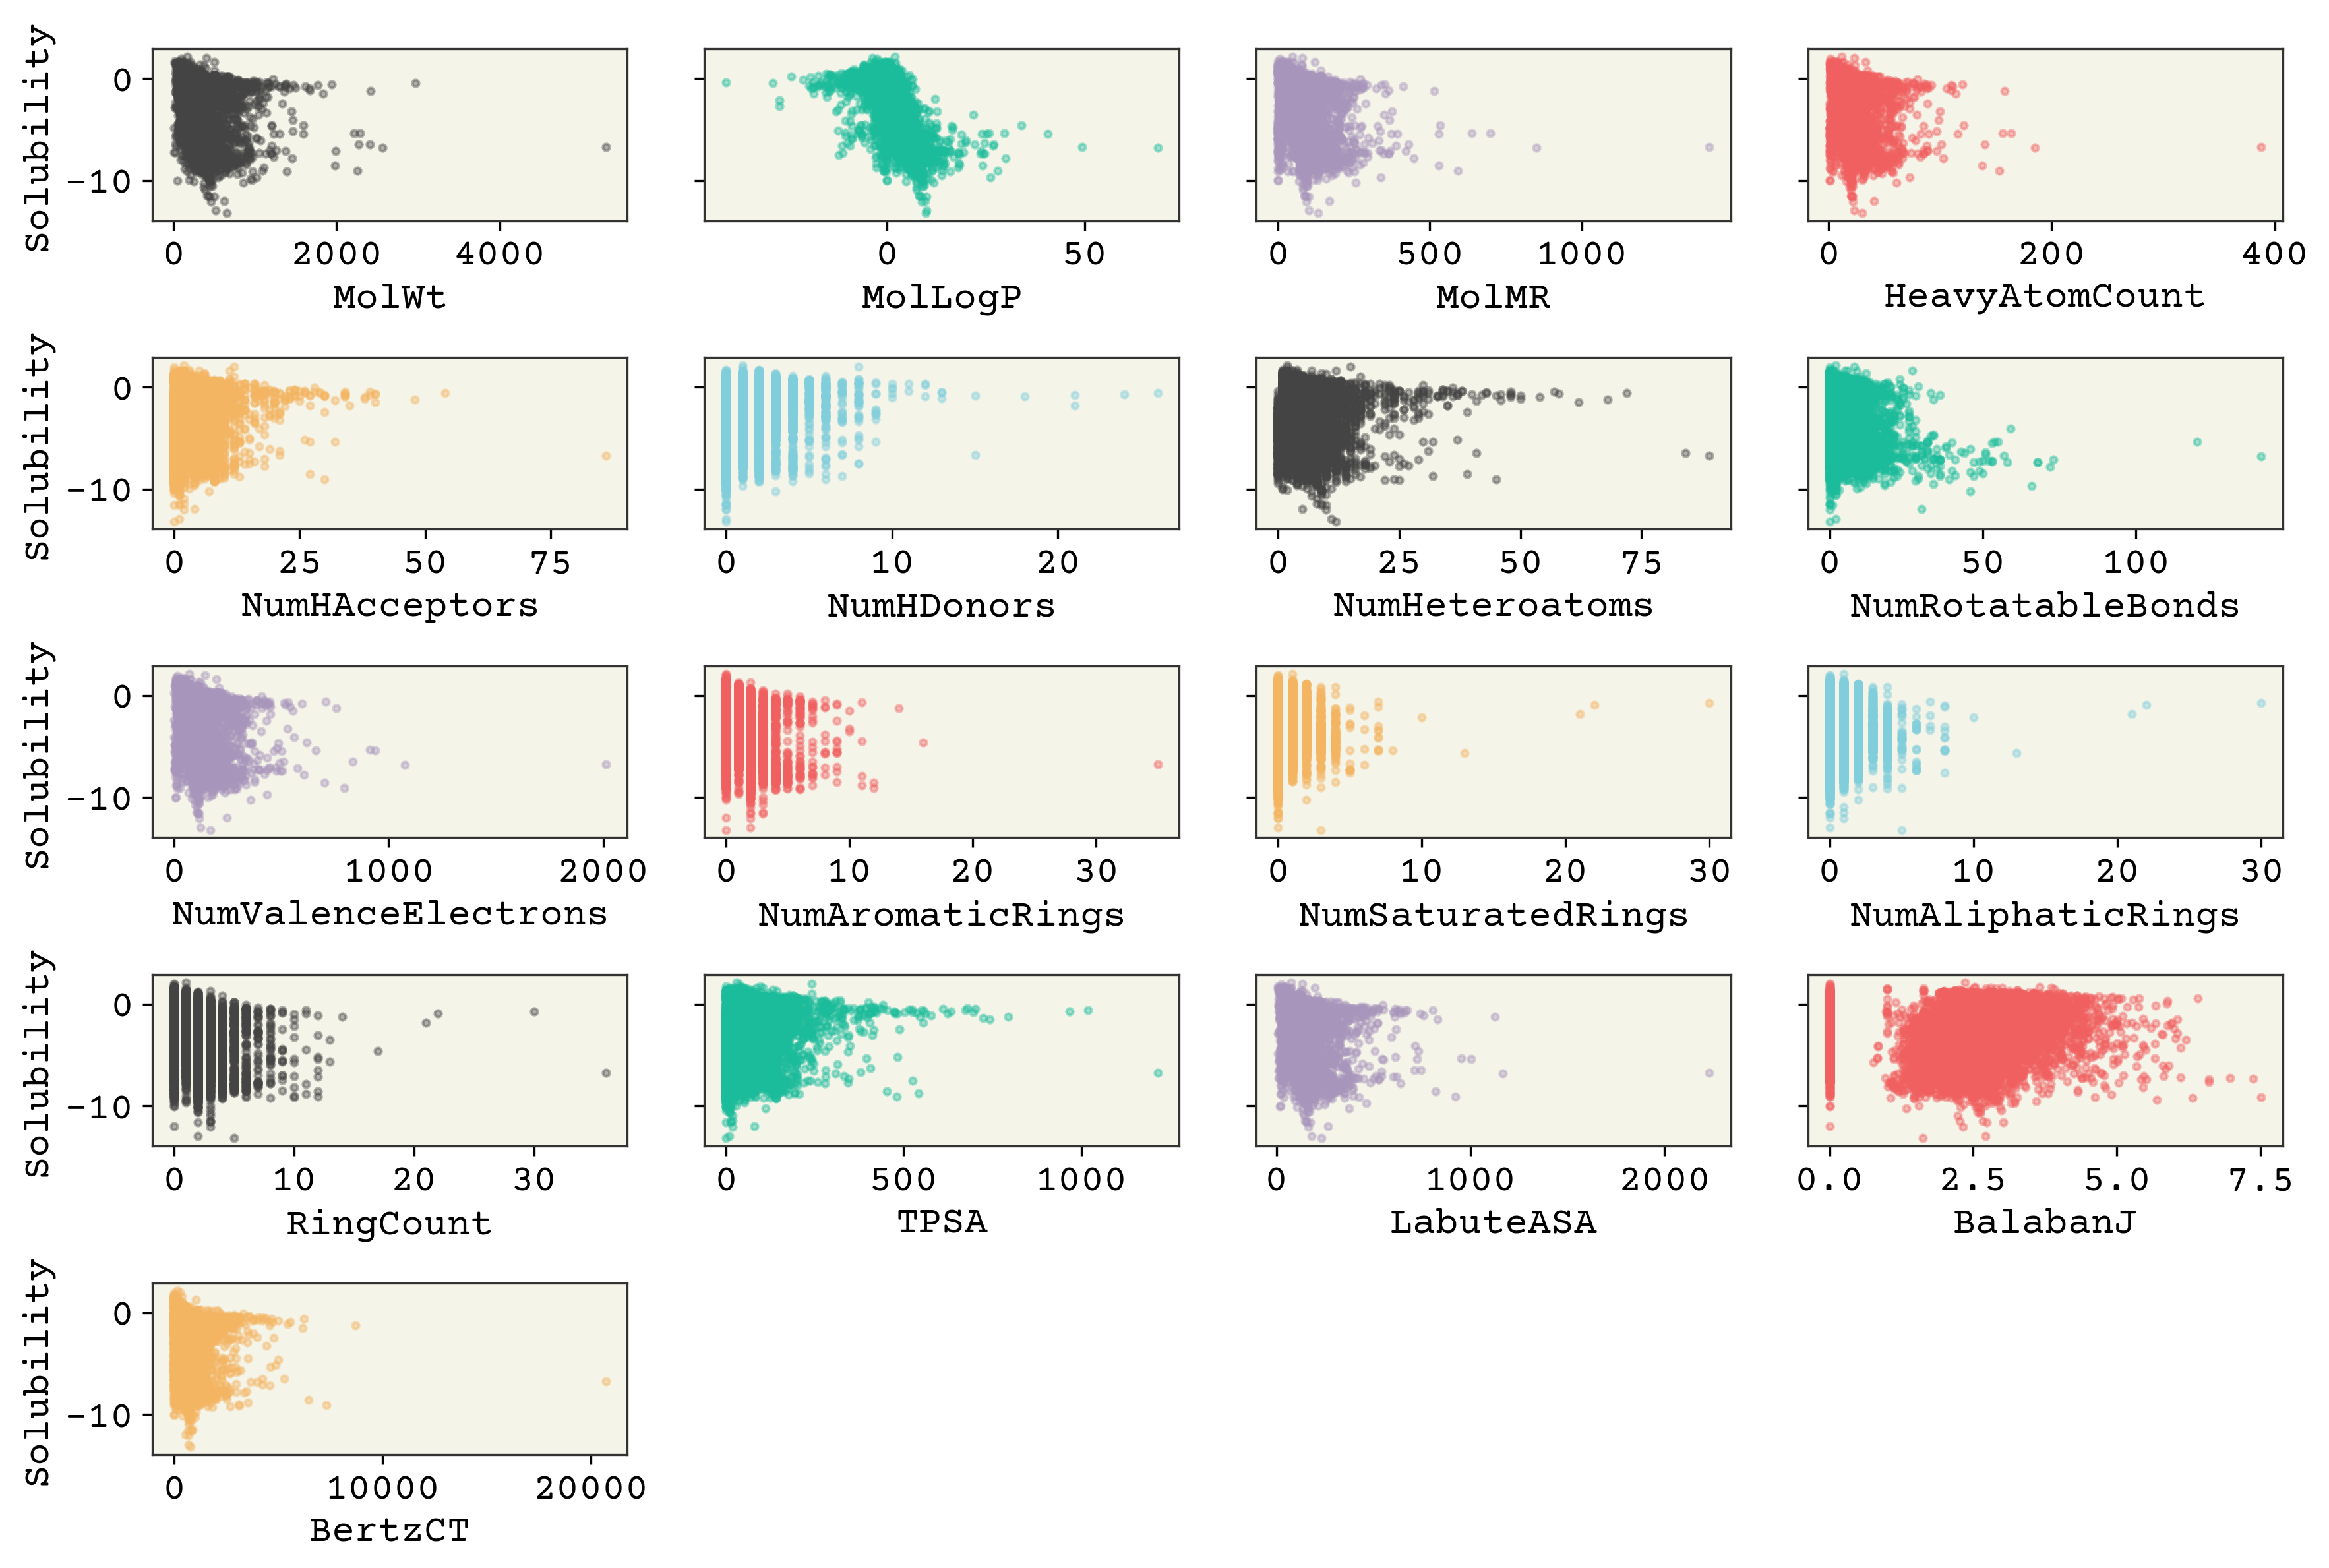 Solubility
0
−10
0 2000 4000
MolWt
0 50
MolLogP
0 500 1000
MolMR
0 200 400
HeavyAtomCount
Solubility
0
−10
0 25 50 75
NumHAcceptors
0 10 20
NumHDonors
0 25 50 75
NumHeteroatoms
0 50 100
NumRotatableBonds
Solubility
0
−10
0 1000 2000
NumValenceElectrons
0 10 20 30
NumAromaticRings
0 10 20 30
NumSaturatedRings
0 10 20 30
NumAliphaticRings
Solubility
0
−10
0 10 20 30
RingCount
0 500 1000
TPSA
0 1000 2000
LabuteASA
0.0 2.5 5.0 7.5
BalabanJ
Solubility
0
−10
0 10000 20000
BertzCT